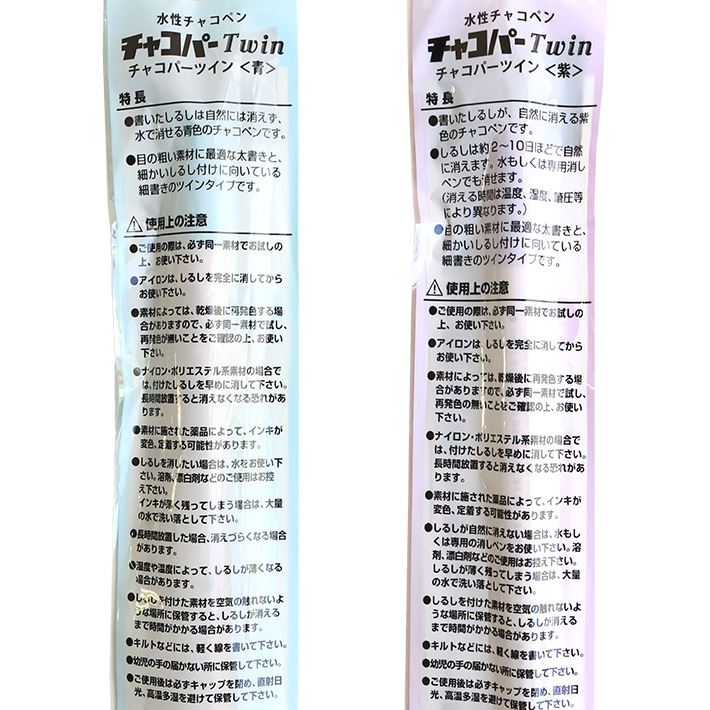 水性チャコペン
チャコパーTwin
チャコパーツイン〈青〉
特長
●書いたしるしは自然には消えず、
水で消せる青色のチャコペンです。
●目の粗い素材に最適な太書きと、
細かいしるし付けに向いている
細書きのツインタイプです。
⚠使用上の注意
●ご使用の際は、必ず同一素材でお試しの
上、お使い下さい。
●アイロンは、しるしを完全に消してから
お使い下さい。
●素材によっては、乾燥後に再発色する場
合がありますので、必ず同一素材で試し、
再発色が無いことをご確認の上、お使い
下さい。
●ナイロン・ポリエステル系素材の場合で
は、付けたしるしを早めに消して下さい。
長時間放置すると消えなくなる恐れがあ
ります。
●素材に施された薬品によって、インキが
変色、定着する可能性があります。
●しるしを消したい場合は、水をお使い下
さい。溶剤、漂白剤などのご使用はお控
え下さい。
インキが薄く残ってしまう場合は、大量
の水で洗い落として下さい。
●長時間放置した場合、消えづらくなる場合
があります。
●湿度や温度によって、しるしが薄くなる
場合があります。
●しるしを付けた素材を空気の触れないよ
うな場所に保管すると、しるしが消える
まで時間がかかる場合があります。
●キルトなどには、軽く線を書いて下さい。
●幼児の手の届かない所に保管して下さい。
●ご使用後は必ずキャップを閉め、直射日
光、高温多湿を避けて保管して下さい。
水性チャコペン
チャコパーTwin
チャコパーツイン〈紫〉
特長
●書いたしるしが、自然に消える紫
色のチャコペンです。
●しるしは約2〜10日ほどで自然
に消えます。水もしくは専用消し
ペンでも消せます。
(消える時間は温度、湿度、筆圧等
により異なります。)
●目の粗い素材に最適な太書きと、
細かいしるし付けに向いている
細書きのツインタイプです。
⚠使用上の注意
●ご使用の際は、必ず同一素材でお試しの
上、お使い下さい。
●アイロンは、しるしを完全に消してから
お使い下さい。
●素材によっては、乾燥後に再発色する場
合がありますので、必ず同一素材で試し、
再発色の無いことをご確認の上、お使い
下さい。
●ナイロン・ポリエステル系素材の場合で
は、付けたしるしを早めに消して下さい。
長時間放置すると消えなくなる恐れがあ
ります。
●素材に施された薬品によって、インキが
変色、定着する可能性があります。
●しるしが自然に消えない場合は、水もし
くは専用の消しペンをお使い下さい。溶
剤、漂白剤などのご使用はお控え下さい。
しるしが薄く残ってしまう場合は、大量
の水で洗い落として下さい。
●しるしを付けた素材を空気の触れないよ
うな場所に保管すると、しるしが消える
まで時間がかかる場合があります。
●キルトなどには、軽く線を書いて下さい。
●幼児の手の届かない所に保管して下さい。
●ご使用後は必ずキャップを閉め、直射日
光、高温多湿を避けて保管して下さい。